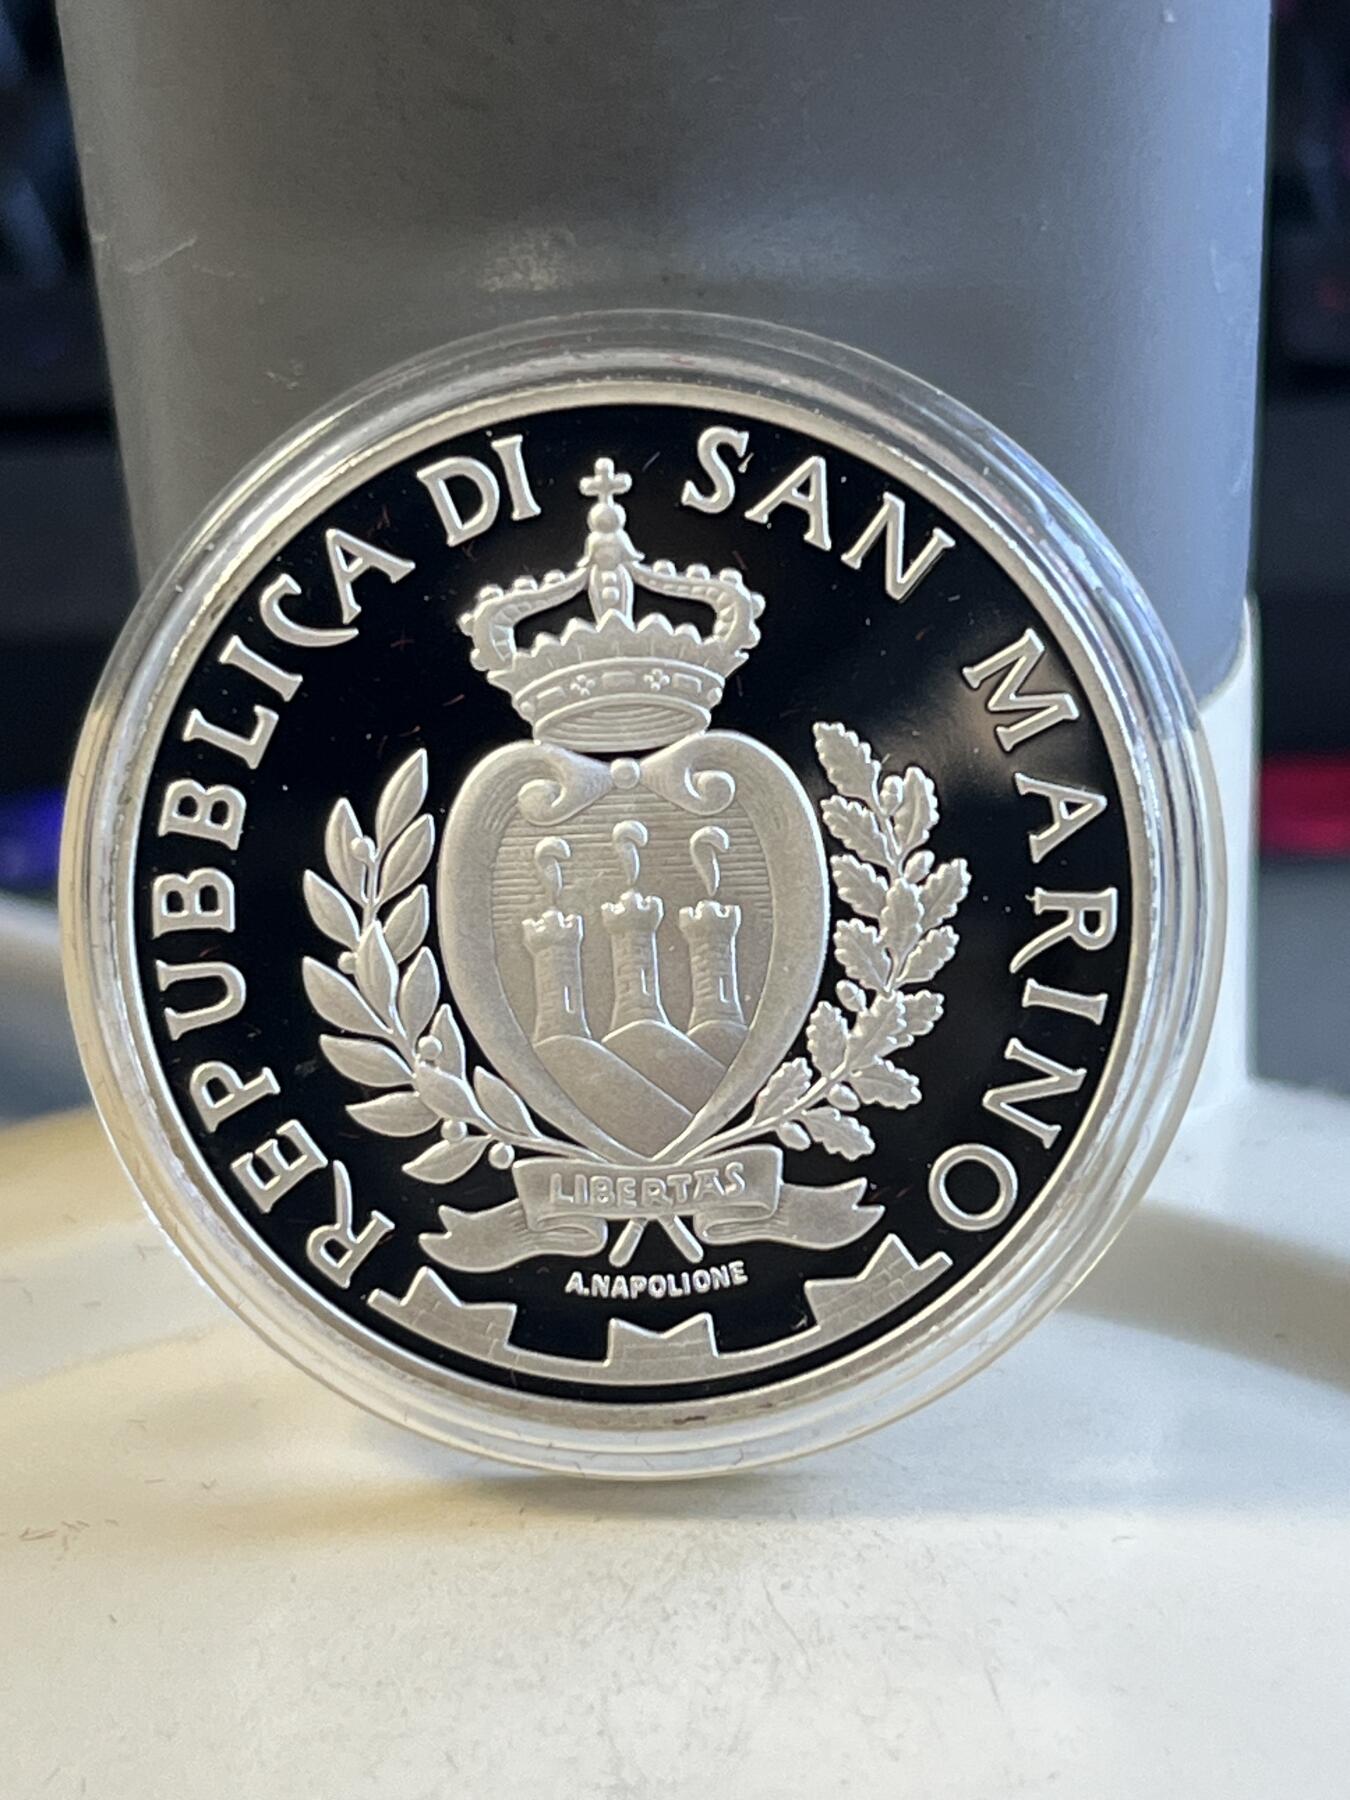 REPUBBLICA DI SAN MARINO
LIBERTAS
A.NAPOLIONE